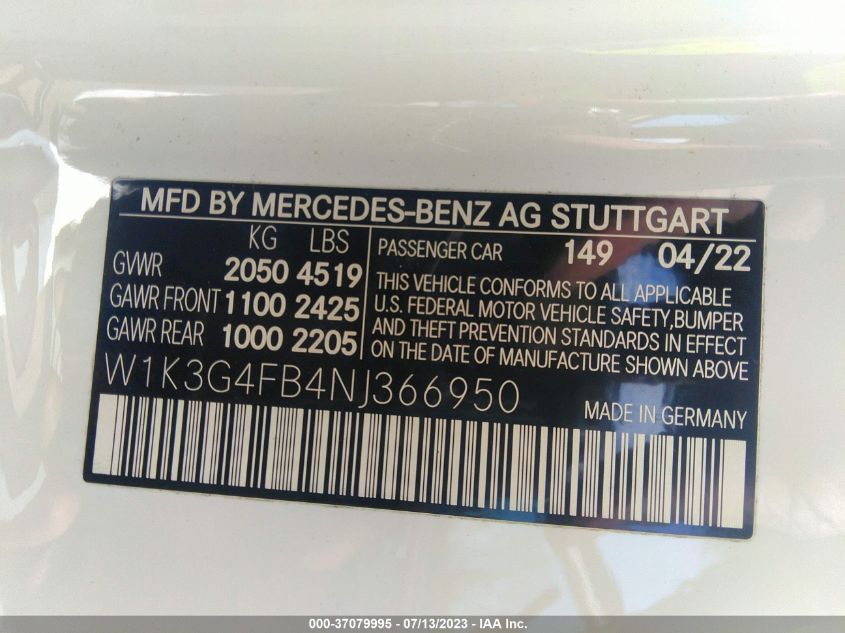 MFD BY MERCEDES-BENZ AG STUTTGART
KG LBS
GVWR 2050 4519
GAWR FRONT 1100 2425
GAWR REAR 1000 2205
PASSENGER CAR 149 04/22
THIS VEHICLE CONFORMS TO ALL APPLICABLE
U.S. FEDERAL MOTOR VEHICLE SAFETY,BUMPER
AND THEFT PREVENTION STANDARDS IN EFFECT
ON THE DATE OF MANUFACTURE SHOWN ABOVE
W1K3G4FB4NJ366950
MADE IN GERMANY
000-37079995 - 07/13/2023 - IAA Inc.